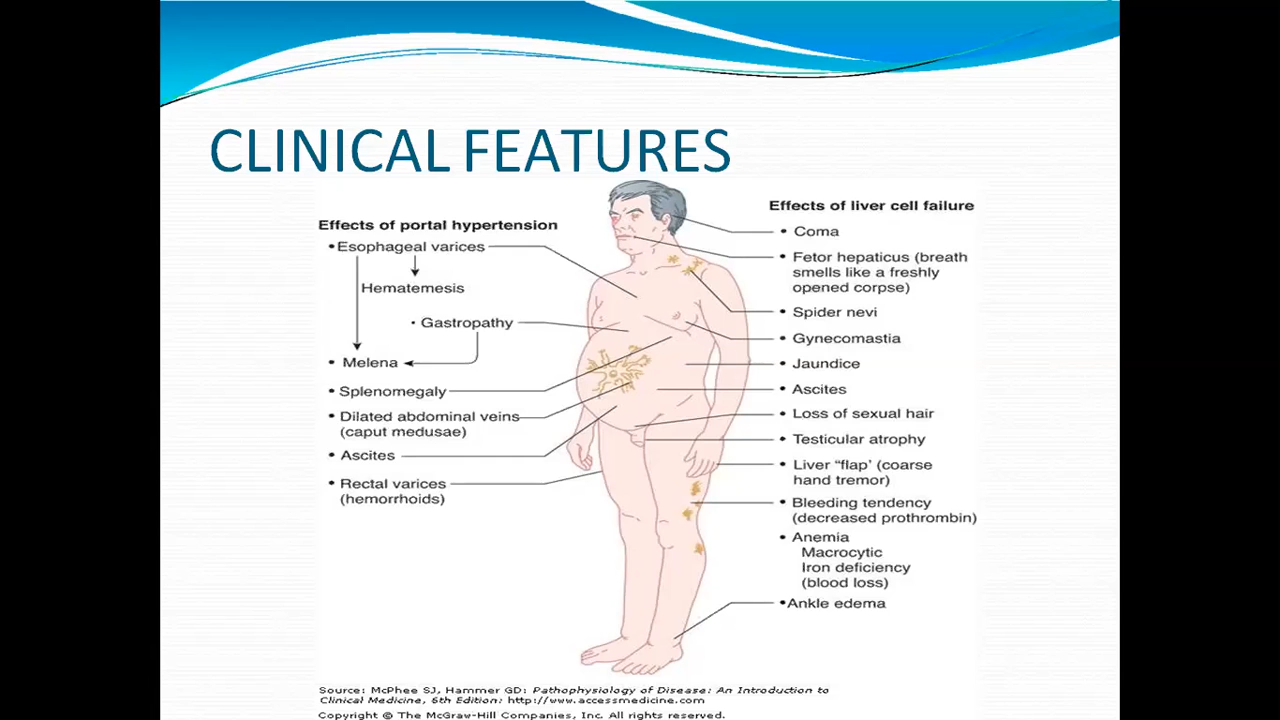 CLINICAL FEATURES
Effects of portal hypertension
•Esophageal varices
Hematemesis
• Gastropathy
• Melena
• Splenomegaly
• Dilated abdominal veins
(caput medusae)
• Ascites
• Rectal varices
(hemorrhoids)
Effects of liver cell failure
• Coma
• Fetor hepaticus (breath
smells like a freshly
opened corpse)
• Spider nevi
• Gynecomastia
• Jaundice
• Ascites
• Loss of sexual hair
• Testicular atrophy
• Liver “flap’ (coarse
hand tremor)
• Bleeding tendency
(decreased prothrombin)
• Anemia
Macrocytic
Iron deficiency
(blood loss)
•Ankle edema
Source: McPhee SJ, Hammer GD: Pathophysiology of Disease: An Introduction to
Clinical Medicine, 6th Edition: http://www.accessmedicine.com
Copyright © The McGraw-Hill Companies, Inc. All rights reserved.